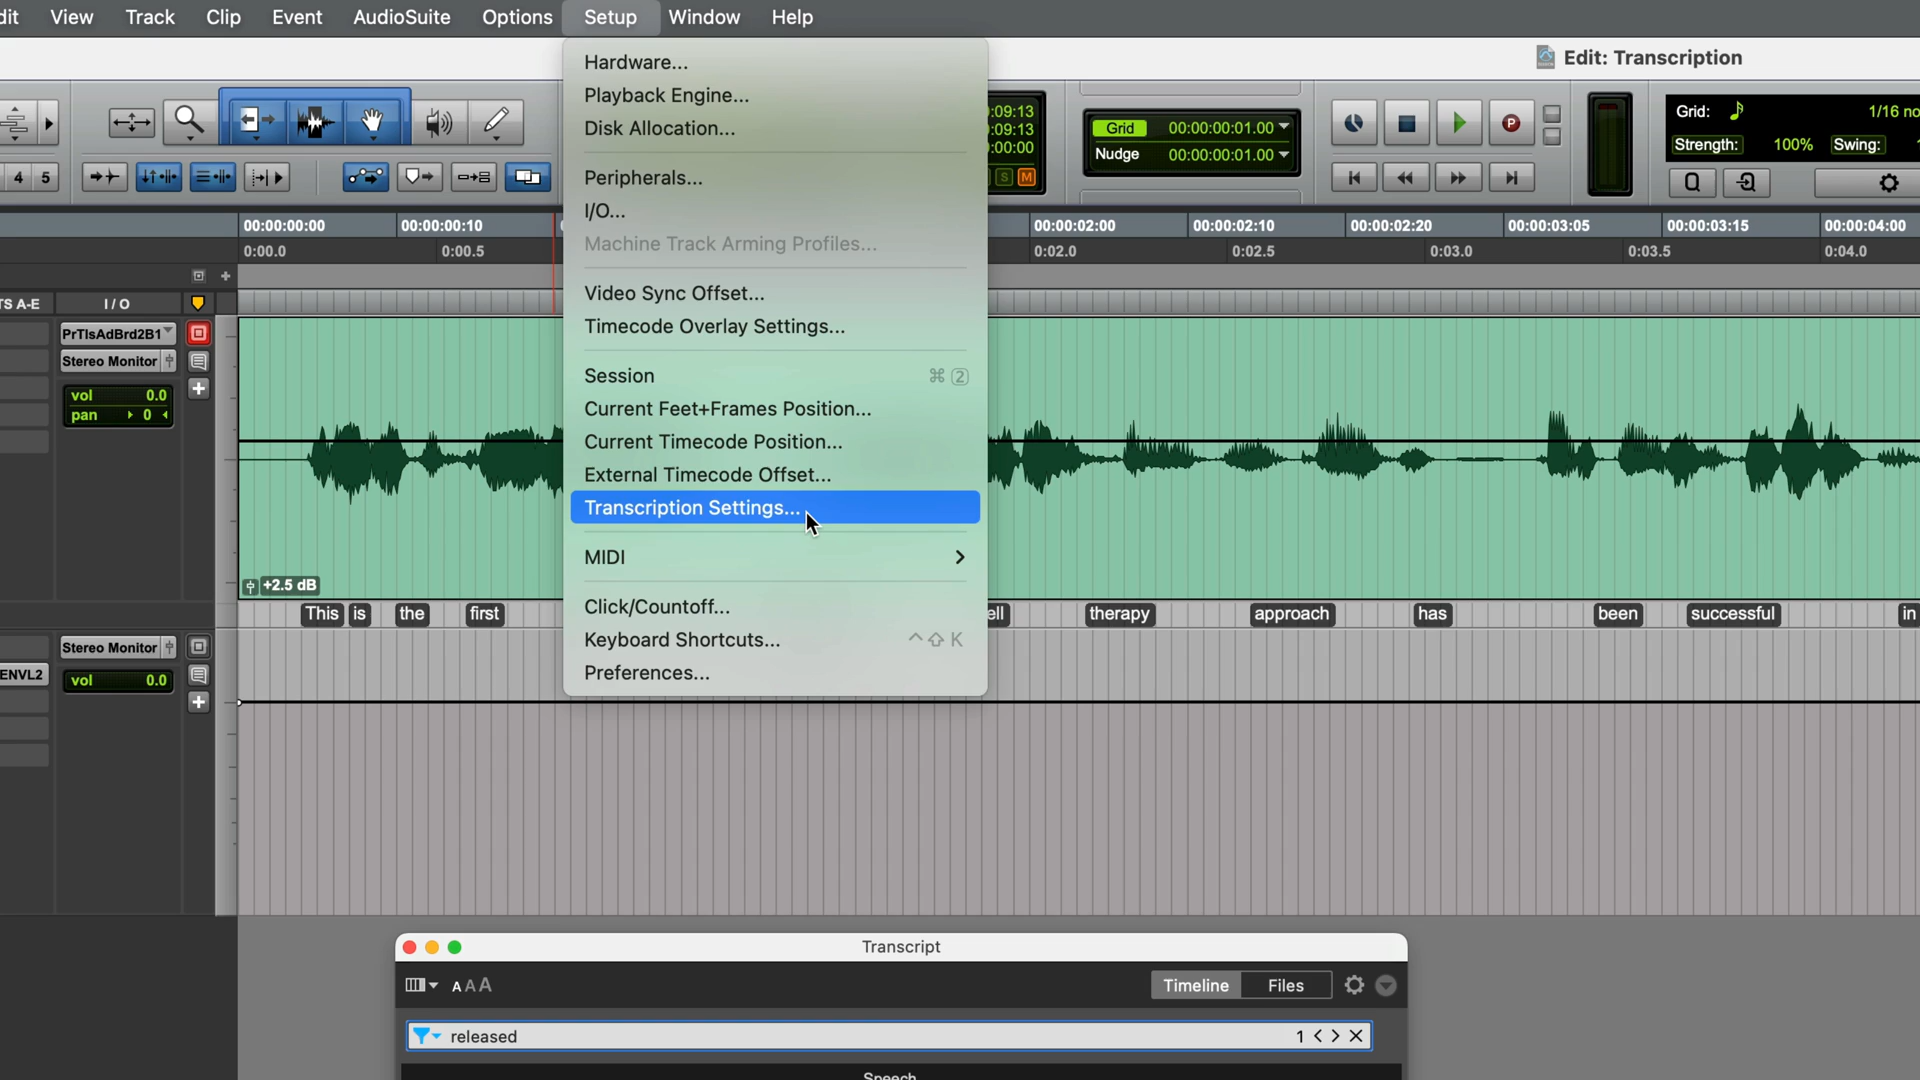 dit View Track Clip Event AudioSuite Options Setup Window Help
Edit: Transcription
Hardware...
Playback Engine...
Disk Allocation...
Peripherals...
I/O...
Machine Track Arming Profiles...
Video Sync Offset...
Timecode Overlay Settings...
Session ⌘ 2
Current Feet+Frames Position...
Current Timecode Position...
External Timecode Offset...
Transcription Settings...
MIDI
Click/Countoff...
Keyboard Shortcuts... ^⇧K
Preferences...
4 5
:09:13
:09:13
:00:00
S M
Grid 00:00:00:01.00
Nudge 00:00:00:01.00
P
Grid: 1/16 no
Strength: 100% Swing:
Q
00:00:00:00 00:00:00:10 00:00:02:00 00:00:02:10 00:00:02:20 00:00:03:05 00:00:03:15 00:00:04:00
0:00.0 0:00.5 0:02.0 0:02.5 0:03.0 0:03.5 0:04.0
TS A-E I / O
PrTlsAdBrd2B1
Stereo Monitor
vol 0.0
pan 0
+2.5 dB
This is the first ell therapy approach has been successful in
Stereo Monitor
ENVL2
vol 0.0
Transcript
A A A Timeline Files
released 1
Speech